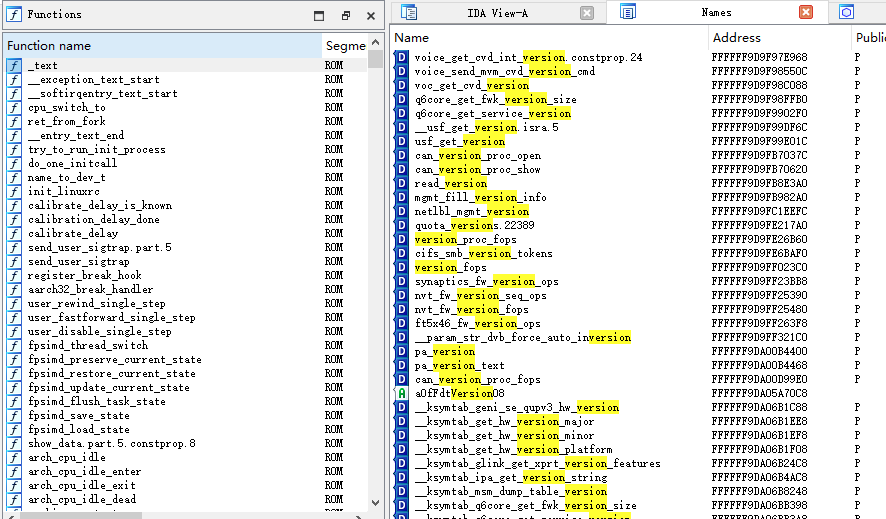 Functions
Function name Segme
_text ROM
__exception_text_start ROM
__softirqentry_text_start ROM
cpu_switch_to ROM
ret_from_fork ROM
__entry_text_end ROM
try_to_run_init_process ROM
do_one_initcall ROM
name_to_dev_t ROM
init_linuxrc ROM
calibrate_delay_is_known ROM
calibration_delay_done ROM
calibrate_delay ROM
send_user_sigtrap.part.5 ROM
send_user_sigtrap ROM
register_break_hook ROM
aarch32_break_handler ROM
user_rewind_single_step ROM
user_fastforward_single_step ROM
user_disable_single_step ROM
fpsimd_thread_switch ROM
fpsimd_preserve_current_state ROM
fpsimd_restore_current_state ROM
fpsimd_update_current_state ROM
fpsimd_flush_task_state ROM
fpsimd_save_state ROM
fpsimd_load_state ROM
show_data.part.5.constprop.8 ROM
arch_cpu_idle ROM
arch_cpu_idle_enter ROM
arch_cpu_idle_exit ROM
arch_cpu_idle_dead ROM
IDA View-A Names
Name Address Publi
voice_get_cvd_int_version.constprop.24 FFFFFF9D9F97E968 P
voice_send_mvm_cvd_version_cmd FFFFFF9D9F98550C P
voc_get_cvd_version FFFFFF9D9F98C088 P
q6core_get_fwk_version_size FFFFFF9D9F98FFB0 P
q6core_get_service_version FFFFFF9D9F9902F0 P
__usf_get_version.isra.5 FFFFFF9D9F99DF6C P
usf_get_version FFFFFF9D9F99E01C P
can_version_proc_open FFFFFF9D9FB7037C P
can_version_proc_show FFFFFF9D9FB70620 P
read_version FFFFFF9D9FB8E3A0 P
mgmt_fill_version_info FFFFFF9D9FB982A0 P
netlbl_mgmt_version FFFFFF9D9FC1EEFC P
quota_versions.22389 FFFFFF9D9FE217A0 P
version_proc_fops FFFFFF9D9FE26B60 P
cifs_smb_version_tokens FFFFFF9D9FE6BAF0 P
version_fops FFFFFF9D9FF023C0 P
synaptics_fw_version_ops FFFFFF9D9FF23BB8 P
nvt_fw_version_seq_ops FFFFFF9D9FF25390 P
nvt_fw_version_fops FFFFFF9D9FF25480 P
ft5x46_fw_version_ops FFFFFF9D9FF263F8 P
__param_str_dvb_force_auto_inversion FFFFFF9D9FF321C0 P
pa_version FFFFFF9DA00B4400 P
pa_version_text FFFFFF9DA00B4468 P
can_version_proc_fops FFFFFF9DA00D99E0 P
aOfFdtVersion08 FFFFFF9DA05A70C8
__ksymtab_geni_se_qupv3_hw_version FFFFFF9DA06B1C88 P
__ksymtab_get_hw_version_major FFFFFF9DA06B1EE8 P
__ksymtab_get_hw_version_minor FFFFFF9DA06B1EF8 P
__ksymtab_get_hw_version_platform FFFFFF9DA06B1F08 P
__ksymtab_glink_get_xprt_version_features FFFFFF9DA06B24C8 P
__ksymtab_ipa_get_version_string FFFFFF9DA06B4AC8 P
__ksymtab_msm_dump_table_version FFFFFF9DA06B8248 P
__ksymtab_q6core_get_fwk_version_size FFFFFF9DA06BB398 P